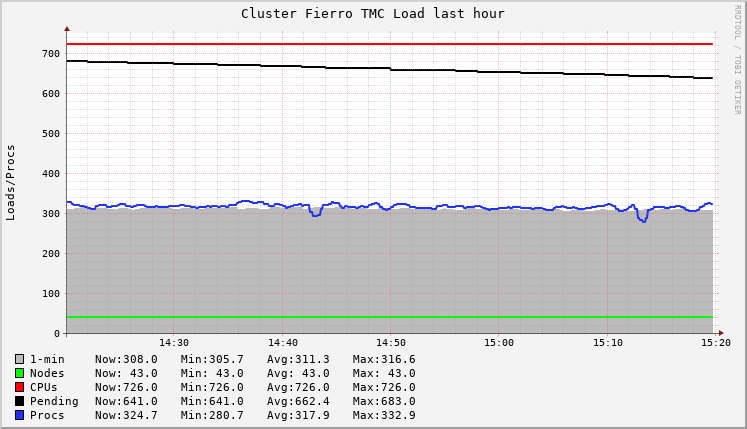 Cluster Fierro TMC Load last hour
RRDTOOL / TOBI OETIKER
Loads/Procs
700
600
500
400
300
200
100
0
14:30 14:40 14:50 15:00 15:10 15:20
1-min Now:308.0 Min:305.7 Avg:311.3 Max:316.6
Nodes Now: 43.0 Min: 43.0 Avg: 43.0 Max: 43.0
CPUs Now:726.0 Min:726.0 Avg:726.0 Max:726.0
Pending Now:641.0 Min:641.0 Avg:662.4 Max:683.0
Procs Now:324.7 Min:280.7 Avg:317.9 Max:332.9